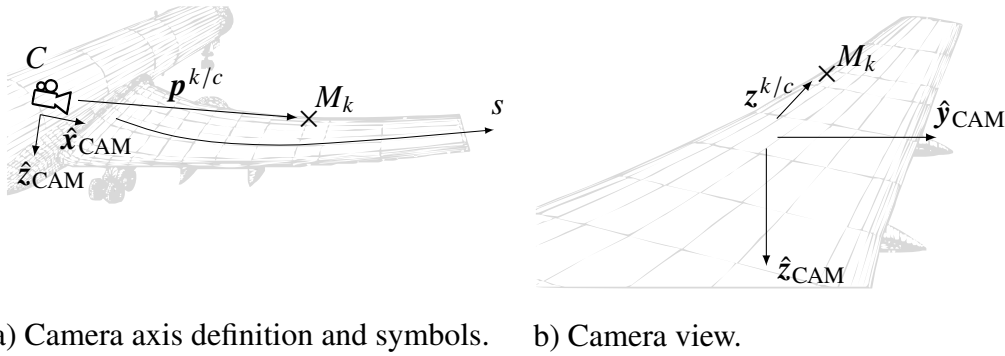 C
p^{k/c}
M_k
s
x̂_CAM
ẑ_CAM
M_k
z^{k/c}
ŷ_CAM
ẑ_CAM
a) Camera axis definition and symbols.
b) Camera view.